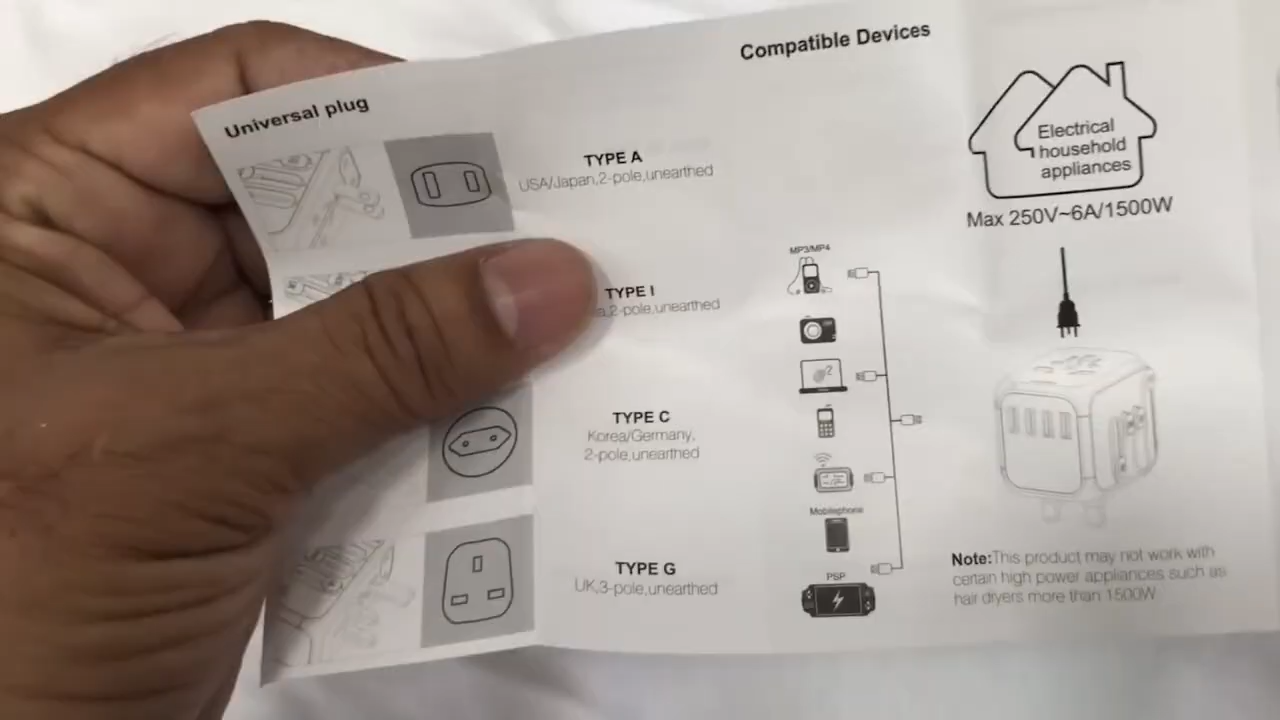 Universal plug
TYPE A
USA/Japan,2-pole,unearthed
TYPE I
2-pole,unearthed
TYPE C
Korea/Germany,
2-pole,unearthed
TYPE G
UK,3-pole,unearthed
Compatible Devices
MP3/MP4
Mobilephone
PSP
Electrical
household
appliances
Max 250V~6A/1500W
Note:This product may not work with
certain high power appliances such as
hair dryers more than 1500W